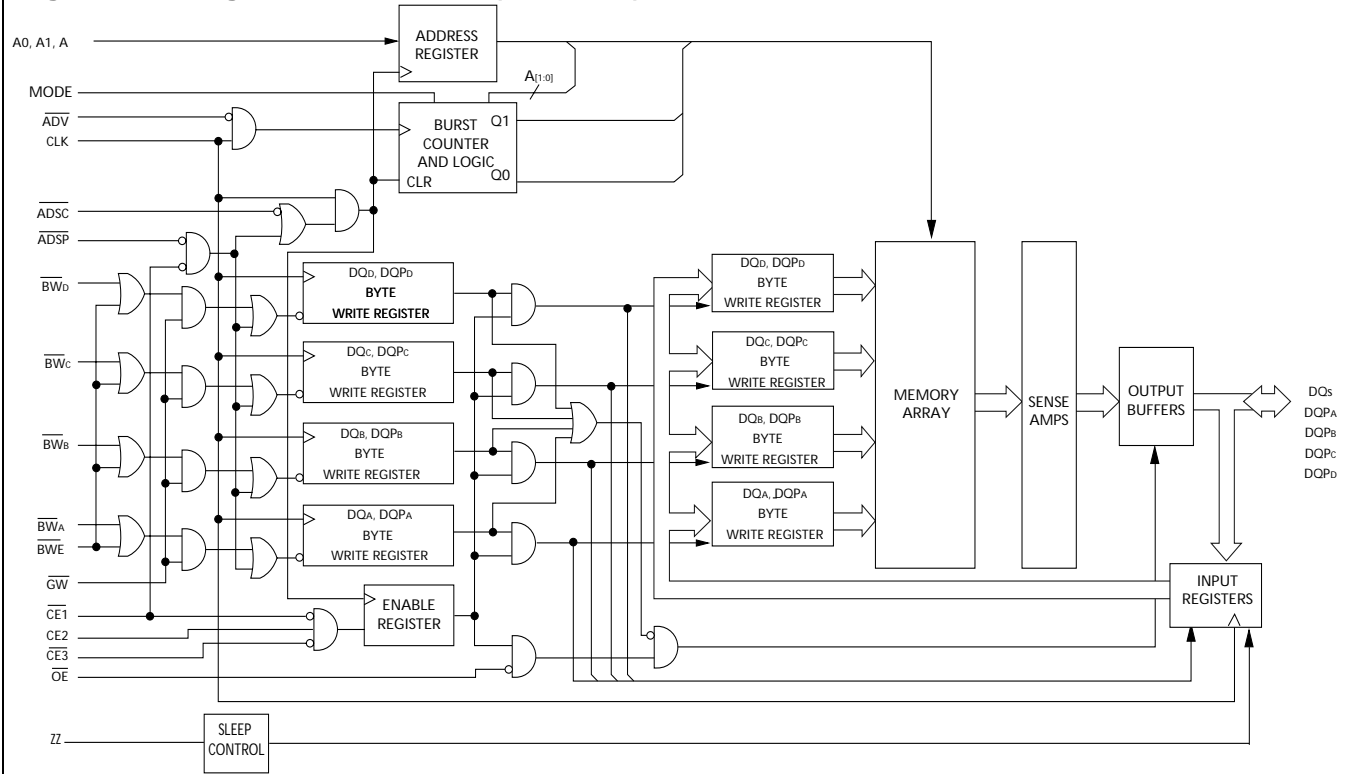 A0, A1, A
ADDRESS
REGISTER
A[1:0]
MODE
ADV
CLK
BURST
COUNTER
AND LOGIC
CLR
Q1
Q0
ADSC
ADSP
BWD
BWC
BWB
BWA
BWE
GW
CE1
CE2
CE3
OE
ZZ
SLEEP
CONTROL
DQD, DQPD
BYTE
WRITE REGISTER
DQC, DQPC
BYTE
WRITE REGISTER
DQB, DQPB
BYTE
WRITE REGISTER
DQA, DQPA
BYTE
WRITE REGISTER
ENABLE
REGISTER
DQD, DQPD
BYTE
WRITE REGISTER
DQC, DQPC
BYTE
WRITE REGISTER
DQB, DQPB
BYTE
WRITE REGISTER
DQA, DQPA
BYTE
WRITE REGISTER
MEMORY
ARRAY
SENSE
AMPS
OUTPUT
BUFFERS
DQs
DQPA
DQPB
DQPC
DQPD
INPUT
REGISTERS